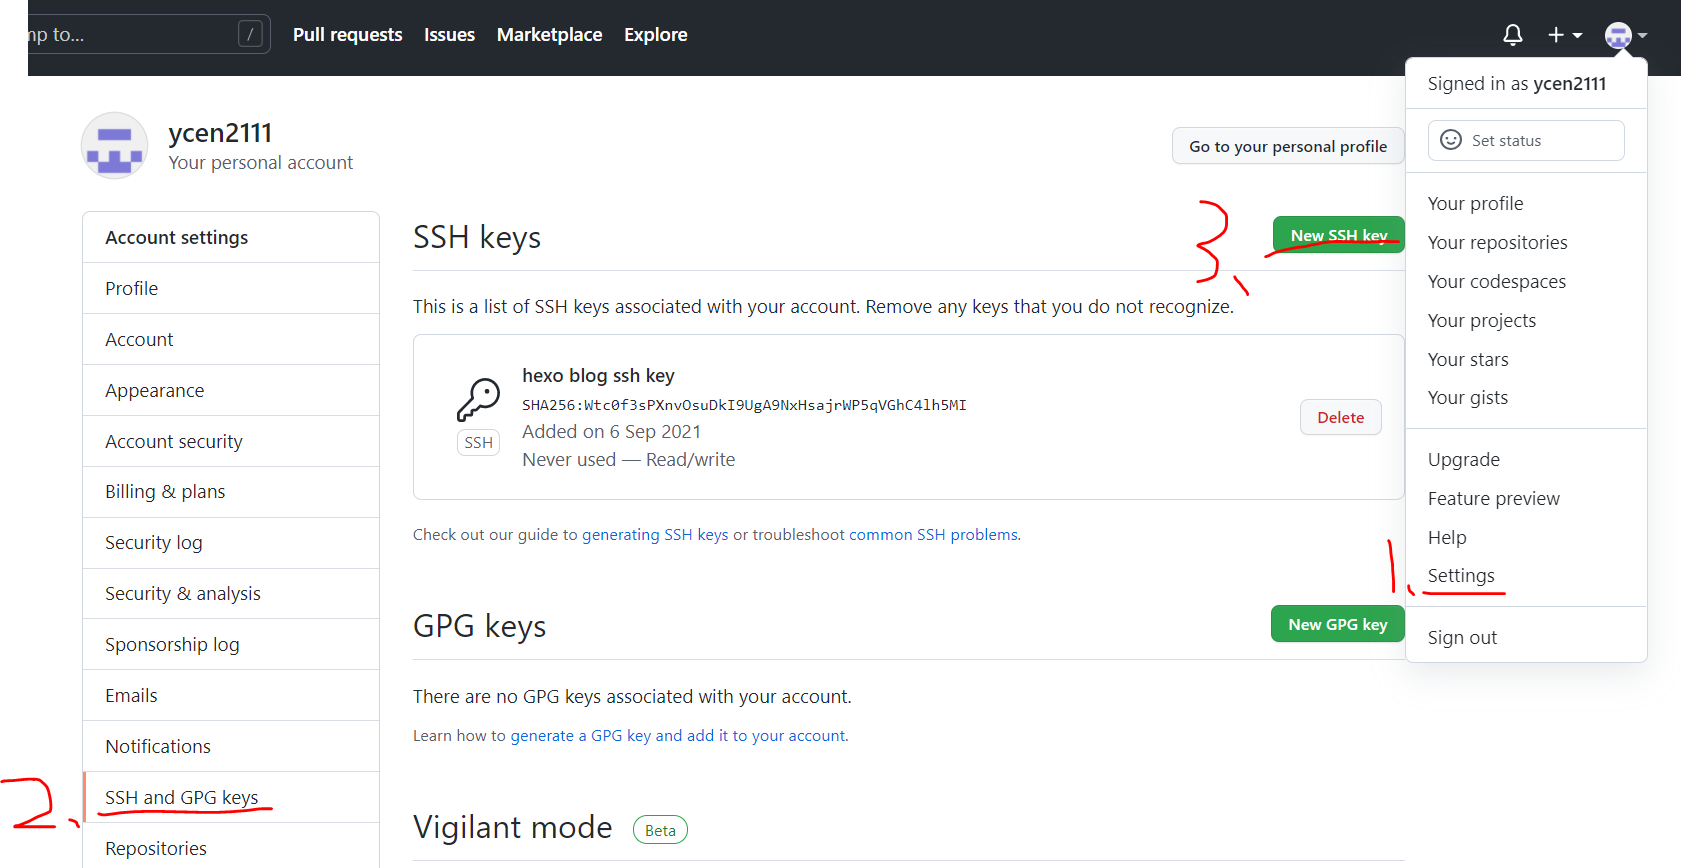 mp to...
/
Pull requests
Issues
Marketplace
Explore
Signed in as ycen2111
Set status
Your profile
Your repositories
Your codespaces
Your projects
Your stars
Your gists
Upgrade
Feature preview
Help
1、
Settings
Sign out
ycen2111
Your personal account
Go to your personal profile
Account settings
Profile
Account
Appearance
Account security
Billing & plans
Security log
Security & analysis
Sponsorship log
Emails
Notifications
2、
SSH and GPG keys
Repositories
SSH keys
3、
New SSH key
This is a list of SSH keys associated with your account. Remove any keys that you do not recognize.
hexo blog ssh key
SHA256:Wtc0f3sPXnvOsuDkI9UgA9NxHsajrWP5qVGhC4lh5MI
SSH
Added on 6 Sep 2021
Never used — Read/write
Delete
Check out our guide to generating SSH keys or troubleshoot common SSH problems.
GPG keys
New GPG key
There are no GPG keys associated with your account.
Learn how to generate a GPG key and add it to your account.
Vigilant mode
Beta